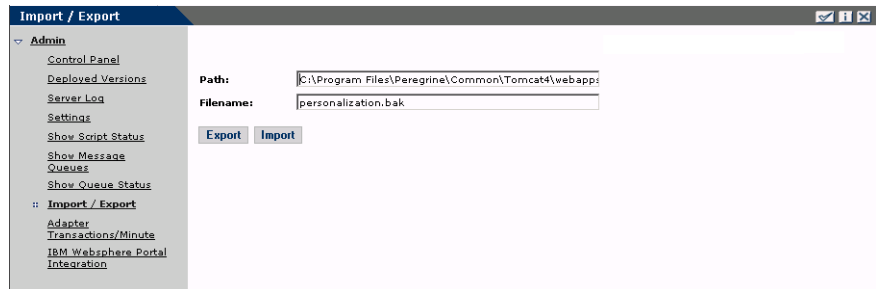 Import / Export
Admin
Control Panel
Deployed Versions
Server Log
Settings
Show Script Status
Show Message
Queues
Show Queue Status
Import / Export
Adapter
Transactions/Minute
IBM Websphere Portal
Integration
Path:
C:\Program Files\Peregrine\Common\Tomcat4\webapps
Filename:
personalization.bak
Export Import